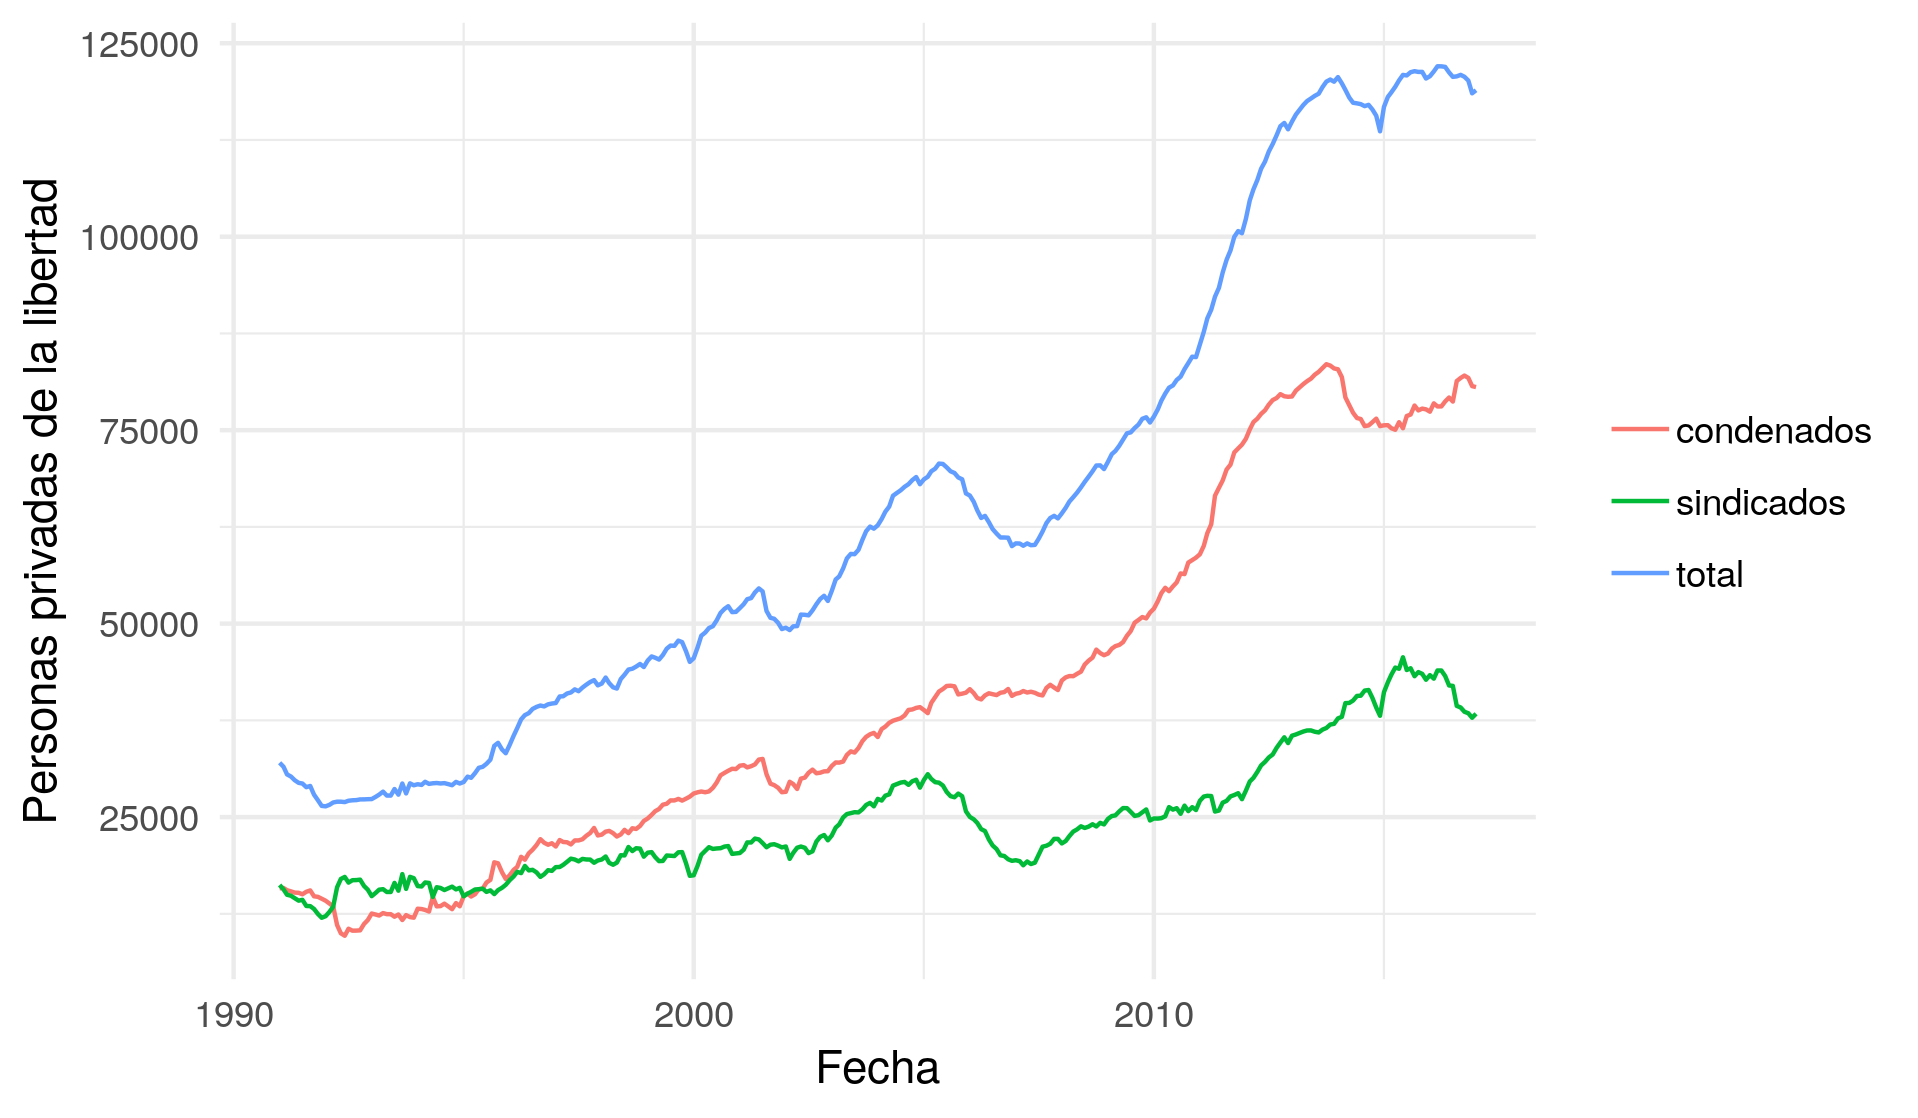 Personas privadas de la libertad
125000
100000
75000
50000
25000
1990
2000
2010
Fecha
condenados
sindicados
total